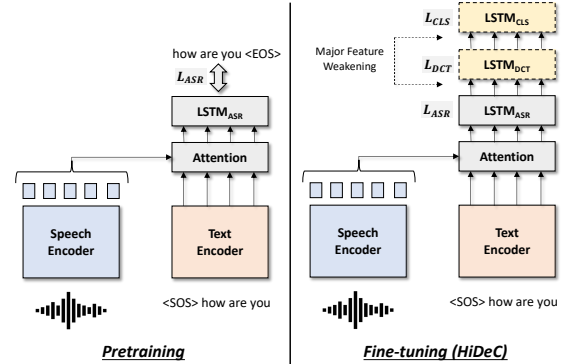 how are you <EOS>
L_ASR
LSTM_ASR
Attention
Speech
Encoder
Text
Encoder
<SOS> how are you
Pretraining
L_CLS
LSTM_CLS
Major Feature
Weakening
L_DCT
LSTM_DCT
L_ASR
LSTM_ASR
Attention
Speech
Encoder
Text
Encoder
<SOS> how are you
Fine-tuning (HiDeC)